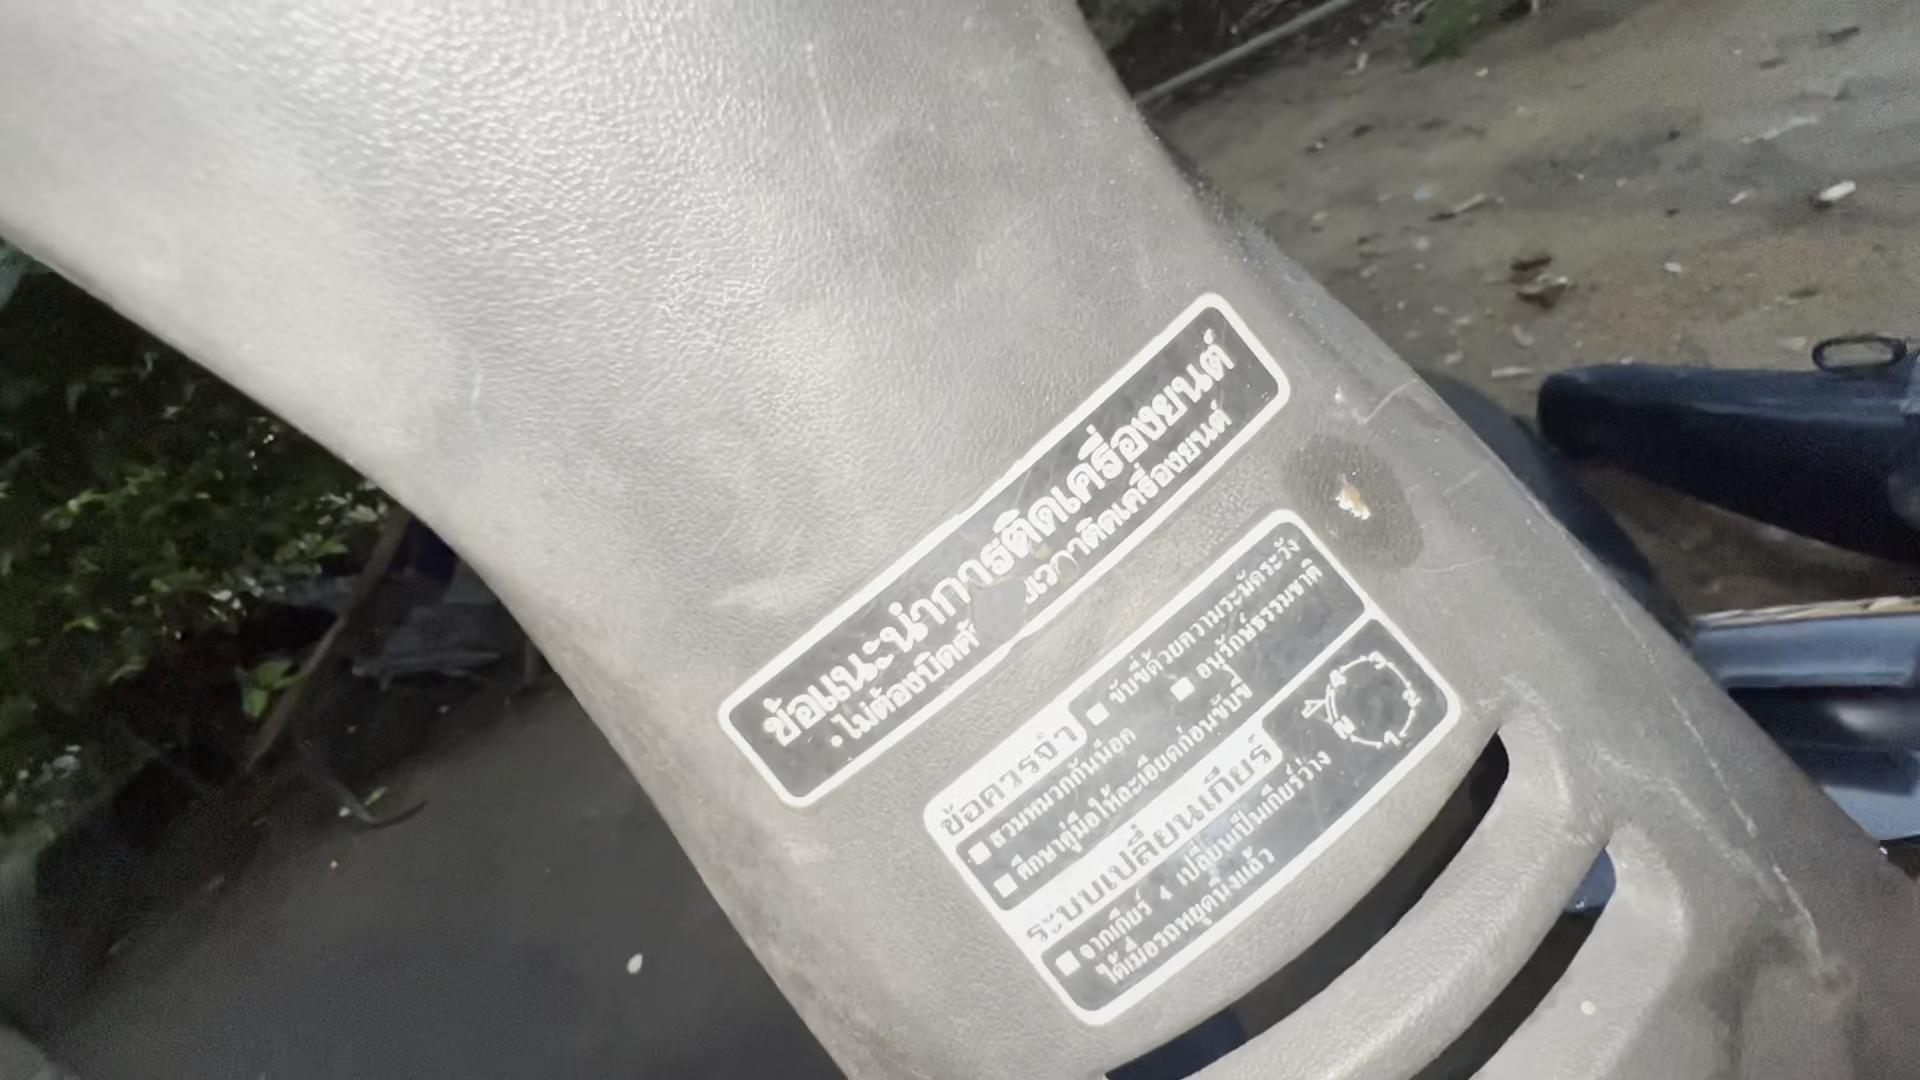 ข้อแนะนำการติดเครื่องยนต์
• ไม่ต้องบิดคั เวลาติดเครื่องยนต์
ข้อควรจำ ■ ขับขี่ด้วยความระมัดระวัง
■ สวมหมวกกันน็อค ■ อนุรักษ์ธรรมชาติ
■ ศึกษาคู่มือให้ละเอียดก่อนขับขี่
ระบบเปลี่ยนเกียร์
■ จากเกียร์ 4 เปลี่ยนเป็นเกียร์ว่าง
ได้เมื่อรถหยุดนิ่งแล้ว
N 1 2 3 4